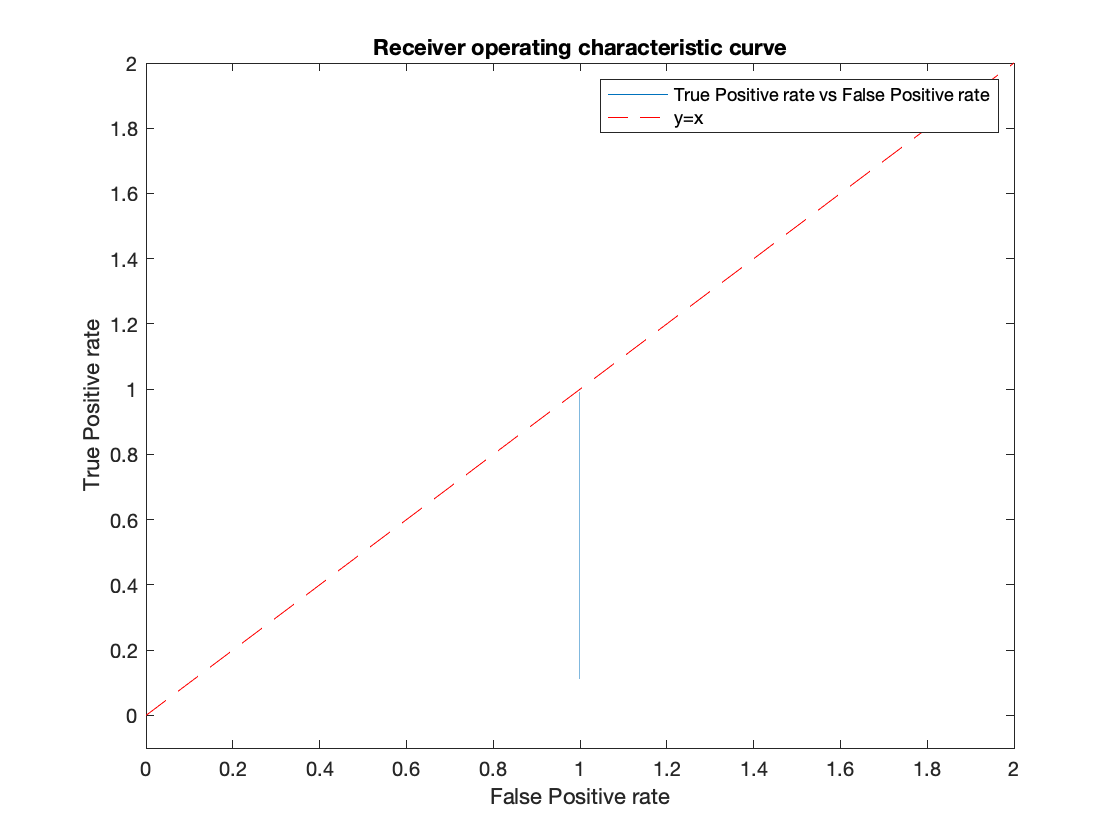 Receiver operating characteristic curve
True Positive rate vs False Positive rate
y=x
2
1.8
1.6
1.4
1.2
1
0.8
0.6
0.4
0.2
0
True Positive rate
0 0.2 0.4 0.6 0.8 1 1.2 1.4 1.6 1.8 2
False Positive rate